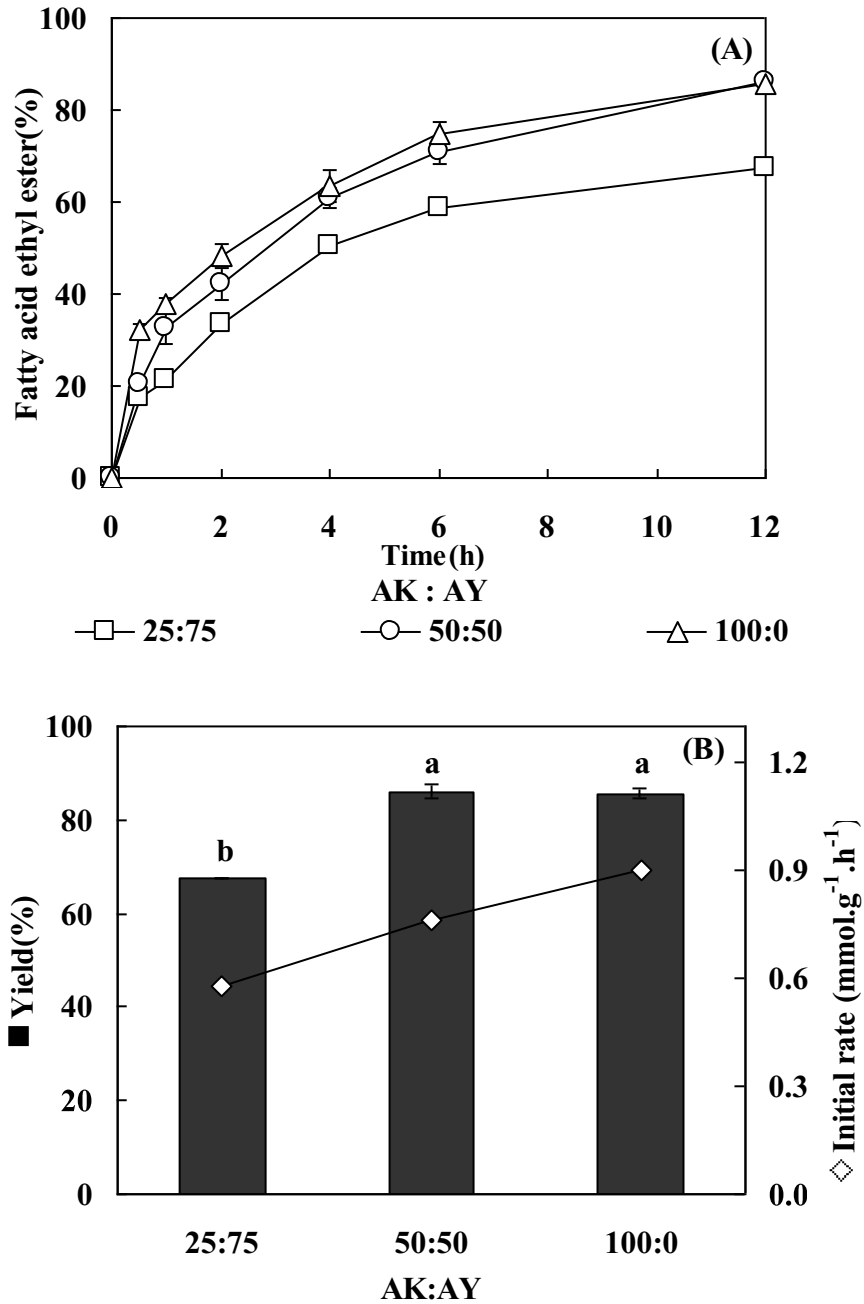 100
(A)
80
60
40
20
0
Fatty acid ethyl ester(%)
0 2 4 6 8 10 12
Time (h)
AK : AY
25:75 50:50 100:0
100
(B)
80
60
40
20
0
Yield(%)
b a a
1.2
0.9
0.6
0.3
0.0
Initial rate (mmol.g⁻¹.h⁻¹)
25:75 50:50 100:0
AK:AY